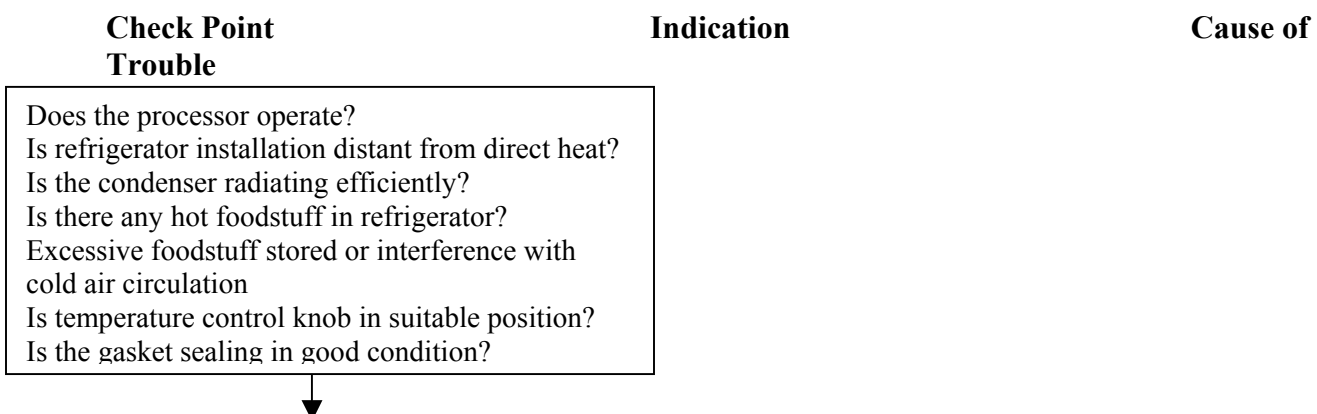 Check Point Indication Cause of
Trouble
Does the processor operate?
Is refrigerator installation distant from direct heat?
Is the condenser radiating efficiently?
Is there any hot foodstuff in refrigerator?
Excessive foodstuff stored or interference with
cold air circulation
Is temperature control knob in suitable position?
Is the gasket sealing in good condition?